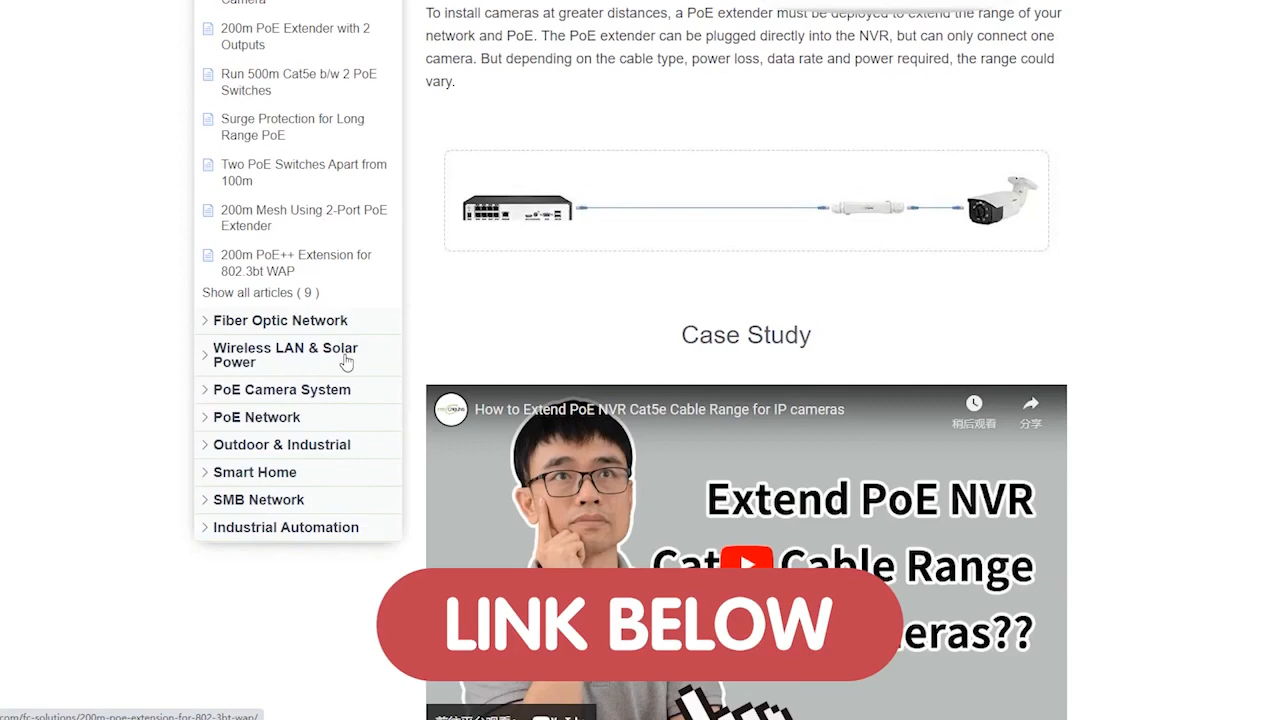 Camera
200m PoE Extender with 2
Outputs
Run 500m Cat5e b/w 2 PoE
Switches
Surge Protection for Long
Range PoE
Two PoE Switches Apart from
100m
200m Mesh Using 2-Port PoE
Extender
200m PoE++ Extension for
802.3bt WAP
Show all articles ( 9 )
Fiber Optic Network
Wireless LAN & Solar
Power
PoE Camera System
PoE Network
Outdoor & Industrial
Smart Home
SMB Network
Industrial Automation
To install cameras at greater distances, a PoE extender must be deployed to extend the range of your
network and PoE. The PoE extender can be plugged directly into the NVR, but can only connect one
camera. But depending on the cable type, power loss, data rate and power required, the range could
vary.
Case Study
How to Extend PoE NVR Cat5e Cable Range for IP cameras
稍后观看
分享
Extend PoE NVR
Cat Cable Range
eras??
LINK BELOW
com/fc-solutions/200m-poe-extension-for-802-3bt-wap/